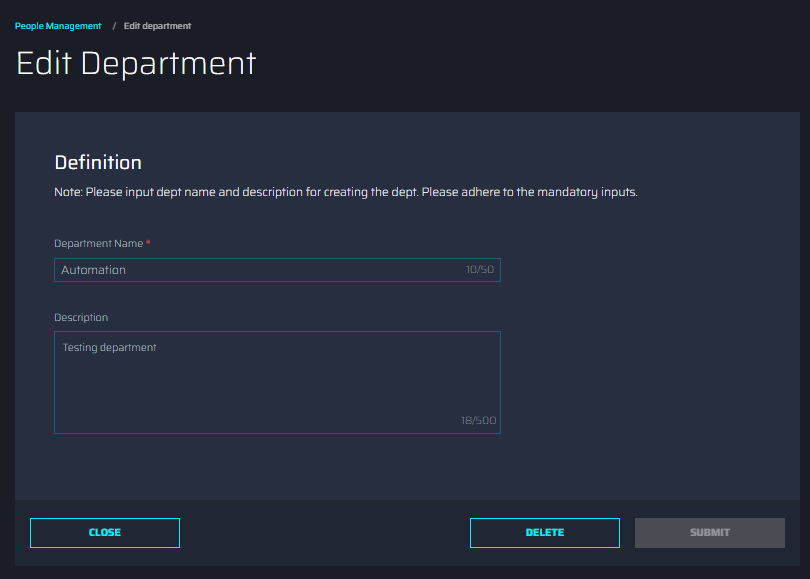 People Management / Edit department
Edit Department
Definition
Note: Please input dept name and description for creating the dept. Please adhere to the mandatory inputs.
Department Name *
Automation 10/50
Description
Testing department
18/500
CLOSE DELETE SUBMIT